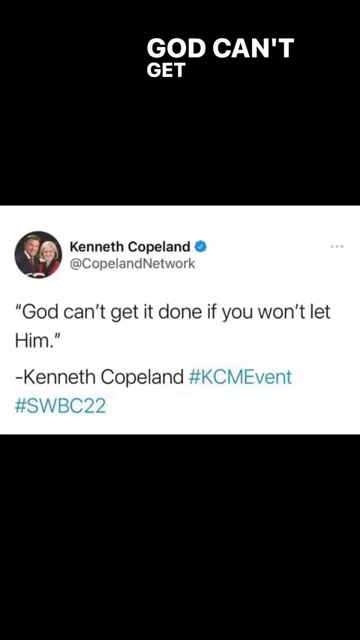 GOD CAN'T
GET
Kenneth Copeland
@CopelandNetwork
“God can’t get it done if you won’t let
Him.”
-Kenneth Copeland #KCMEvent
#SWBC22